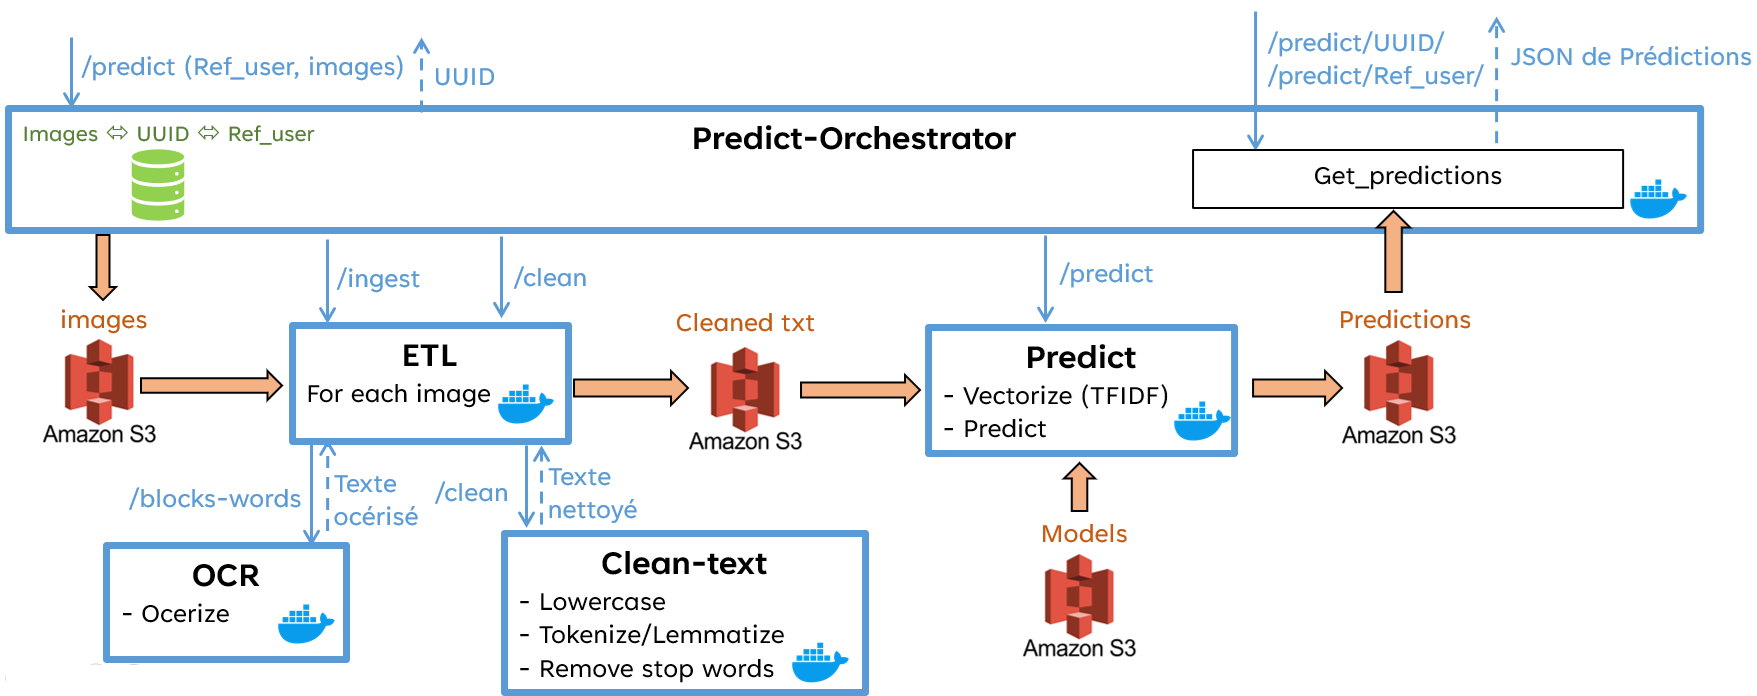 /predict (Ref_user, images)
UUID
/predict/UUID/
/predict/Ref_user/
JSON de Prédictions
Images ⇔ UUID ⇔ Ref_user
Predict-Orchestrator
Get_predictions
/ingest
/clean
/predict
images
Amazon S3
ETL
For each image
Cleaned txt
Amazon S3
Predict
- Vectorize (TFIDF)
- Predict
Predictions
Amazon S3
/blocks-words
Texte
océrisé
/clean
Texte
nettoyé
Models
Amazon S3
OCR
- Ocerize
Clean-text
- Lowercase
- Tokenize/Lemmatize
- Remove stop words